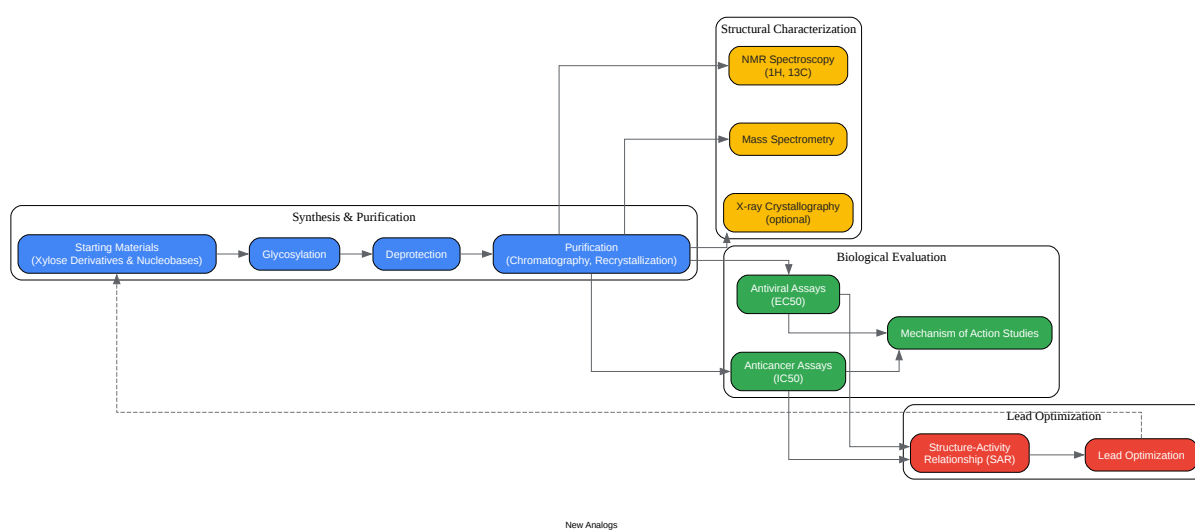 Structural Characterization
NMR Spectroscopy
(1H, 13C)
Mass Spectrometry
X-ray Crystallography
(optional)
Synthesis & Purification
Starting Materials
(Xylose Derivatives & Nucleobases)
Glycosylation
Deprotection
Purification
(Chromatography, Recrystallization)
Biological Evaluation
Antiviral Assays
(EC50)
Mechanism of Action Studies
Anticancer Assays
(IC50)
Lead Optimization
Structure-Activity
Relationship (SAR)
Lead Optimization
New Analogs